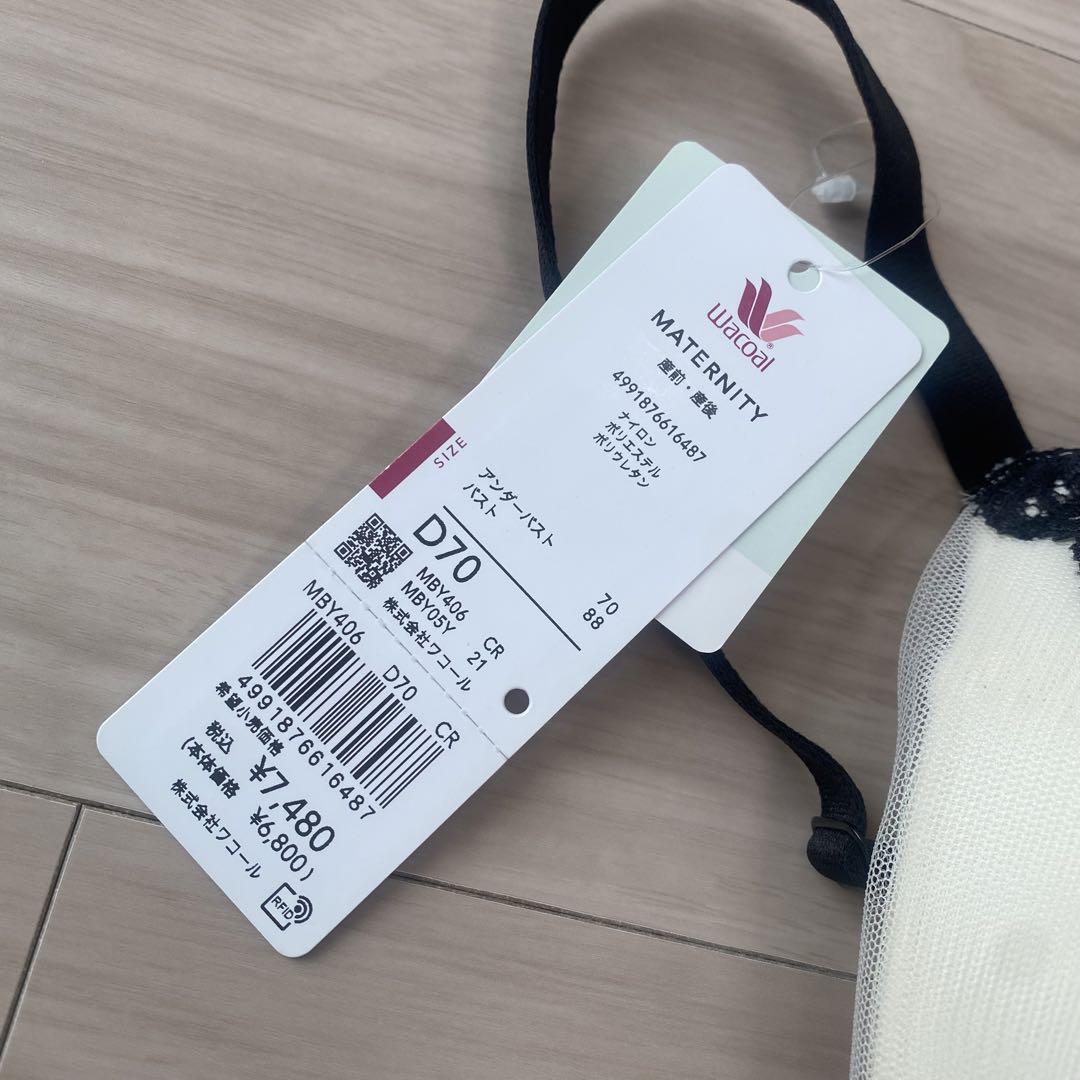 Wacoal®
MATERNITY
産前・産後
4991876616487
ナイロン
ポリエステル
ポリウレタン
SIZE
アンダーバスト 70
バスト 88
D70
MBY406 CR
MBY05Y 21
株式会社ワコール
MBY406 D70 CR
4991876616487
希望小売価格
税込 ¥7,480
(本体価格 ¥6,800)
株式会社ワコール
RFID